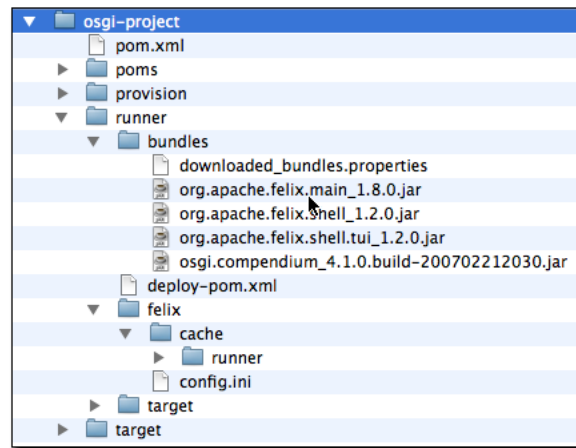 osgi-project
pom.xml
poms
provision
runner
bundles
downloaded_bundles.properties
org.apache.felix.main_1.8.0.jar
org.apache.felix.shell_1.2.0.jar
org.apache.felix.shell.tui_1.2.0.jar
osgi.compendium_4.1.0.build-200702212030.jar
deploy-pom.xml
felix
cache
runner
config.ini
target
target